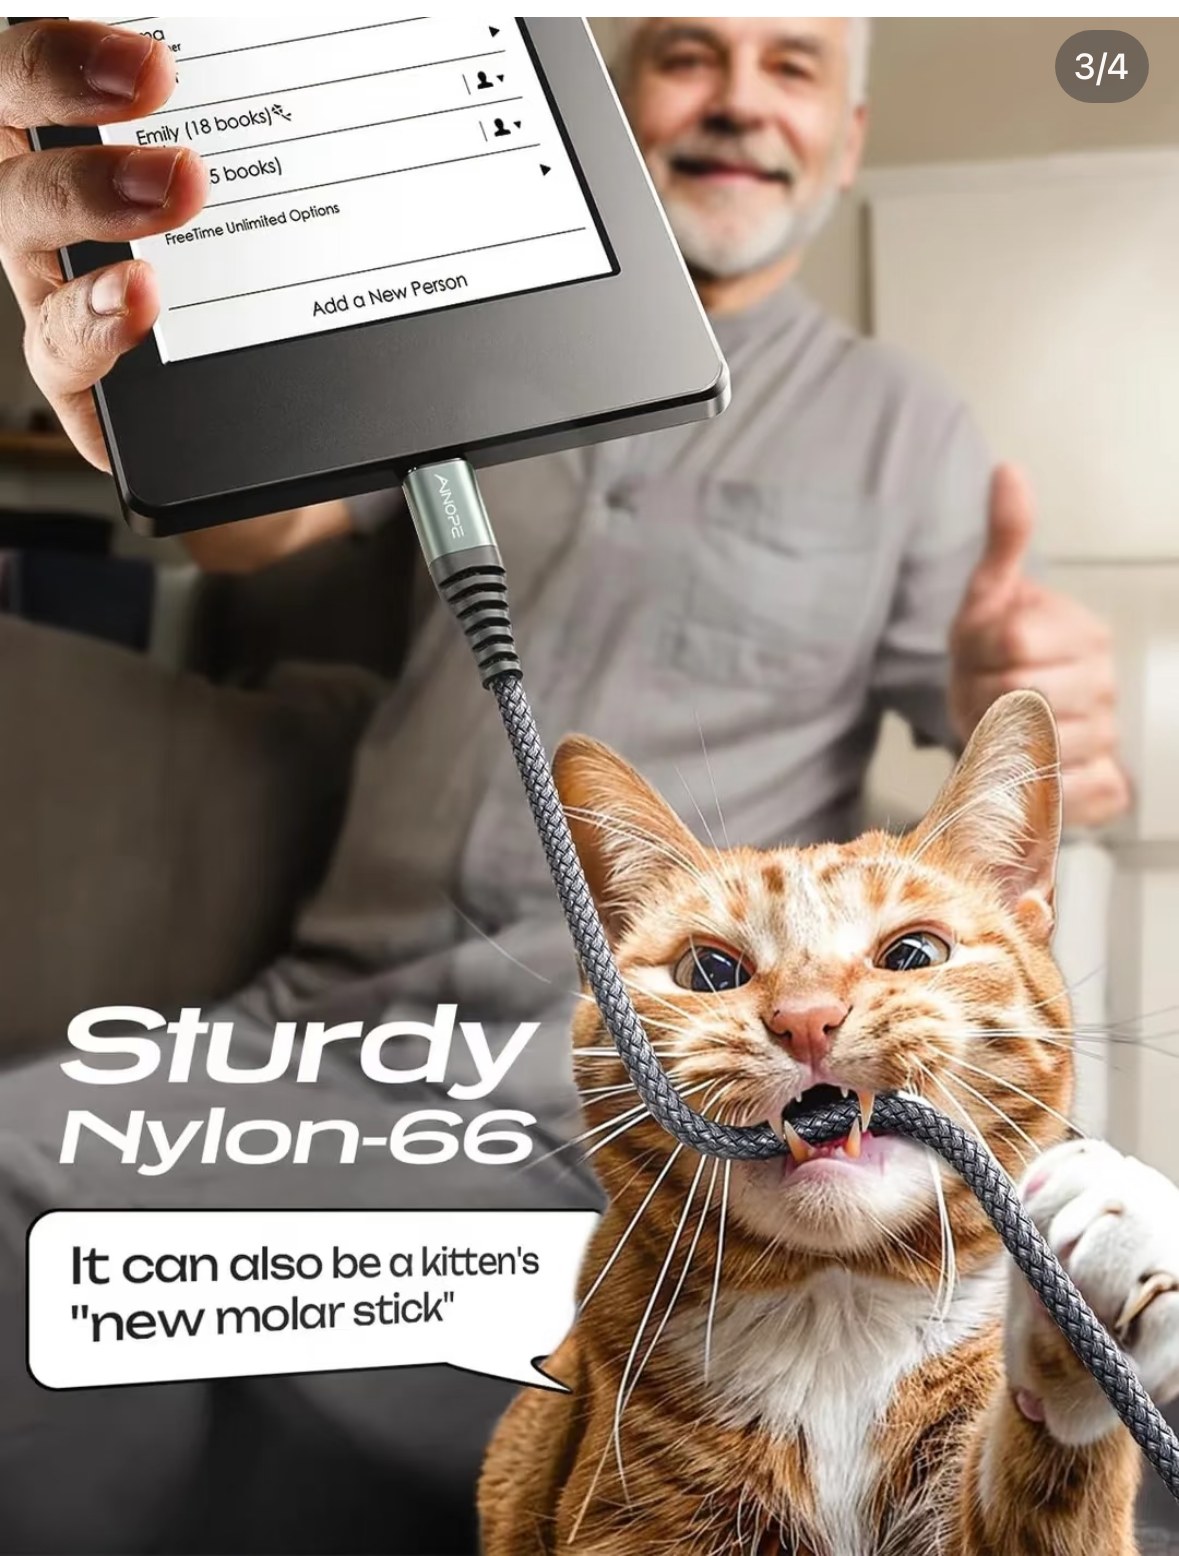 3/4
Emily (18 books)
5 books)
FreeTime Unlimited Options
Add a New Person
AINOPE
Sturdy
Nylon-66
It can also be a kitten's
"new molar stick"